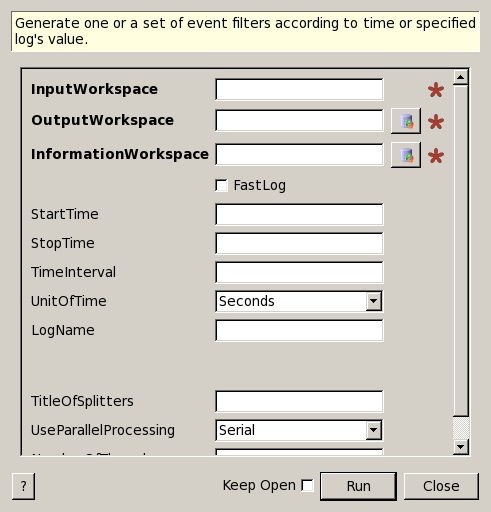 Generate one or a set of event filters according to time or specified
log's value.
InputWorkspace
OutputWorkspace
InformationWorkspace
FastLog
StartTime
StopTime
TimeInterval
UnitOfTime Seconds
LogName
TitleOfSplitters
UseParallelProcessing Serial
? Keep Open Run Close